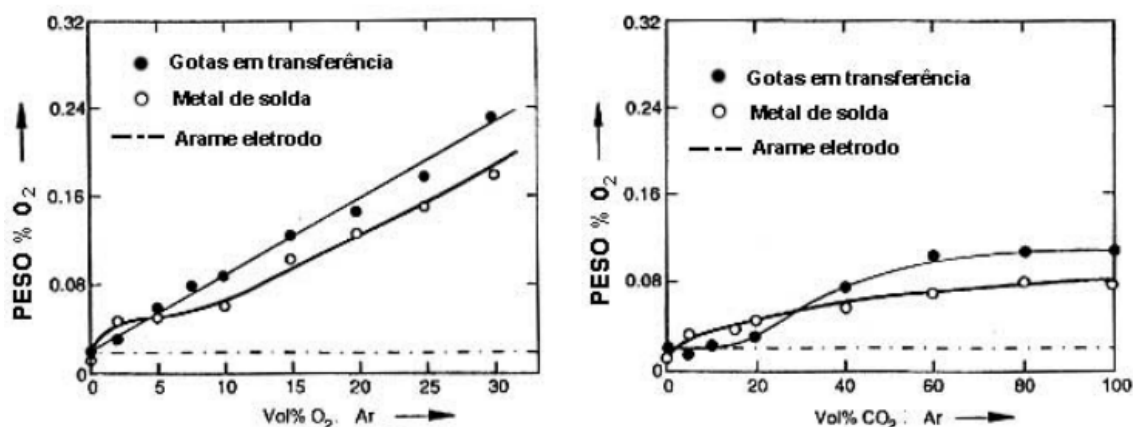 0.32
Gotas em transferência
0.24
Metal de solda
Arame eletrodo
PESO % O2
0.16
0.08
0
0 5 10 15 20 25 30
Vol% O2 : Ar
0.32
Gotas em transferência
0.24
Metal de solda
Arame eletrodo
PESO % O2
0.16
0.08
0
0 20 40 60 80 100
Vol% CO2 : Ar